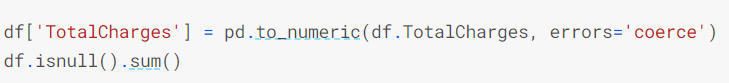 df['TotalCharges'] = pd.to_numeric(df.TotalCharges, errors='coerce')
df.isnull().sum()